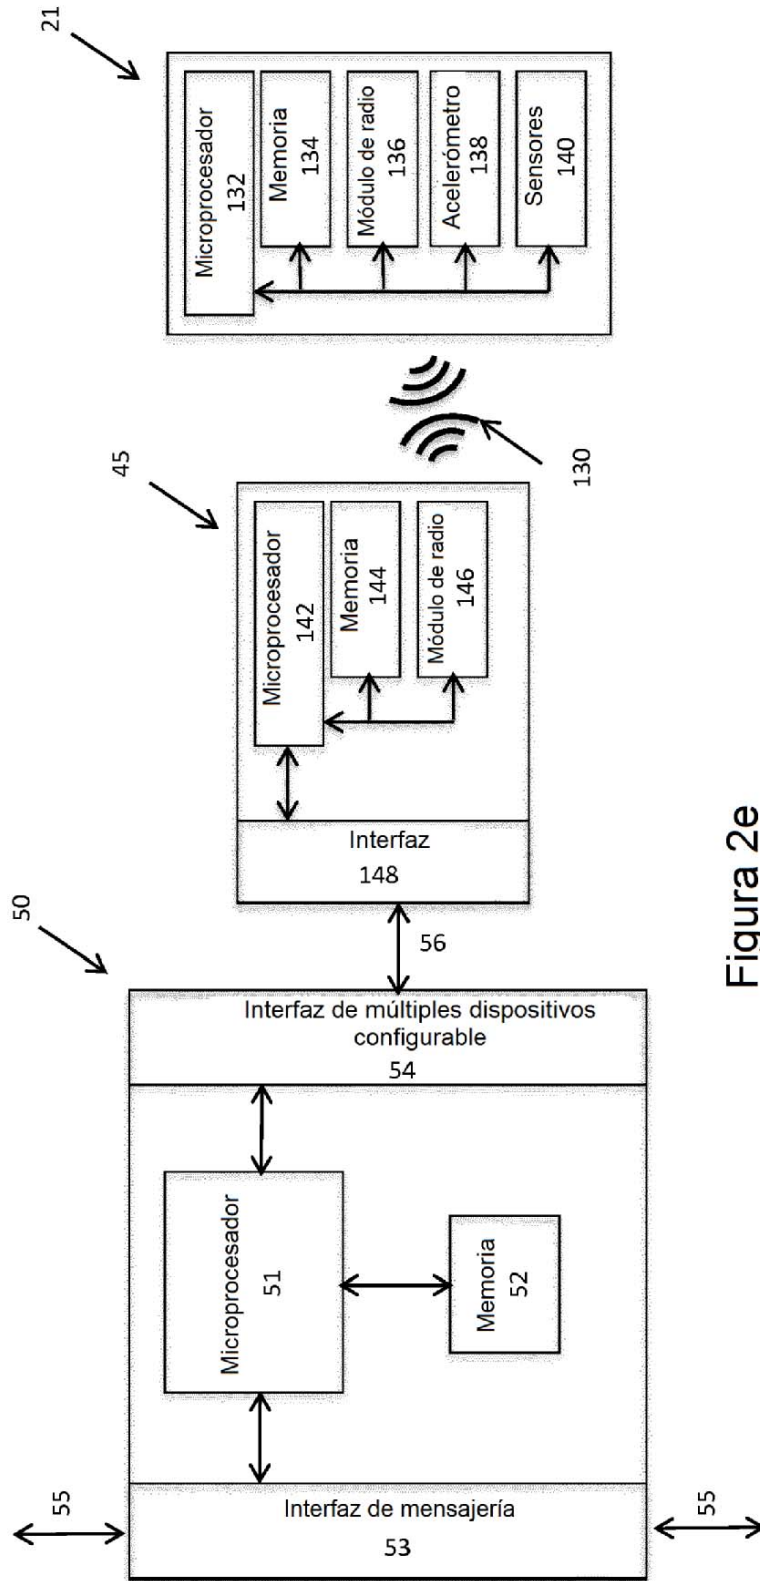 21
Microprocesador
132
Memoria
134
Módulo de radio
136
Acelerómetro
138
Sensores
140
130
45
Microprocesador
142
Memoria
144
Módulo de radio
146
Interfaz
148
56
50
Interfaz de múltiples dispositivos
configurable
54
Microprocesador
51
Memoria
52
Interfaz de mensajería
53
55
55
Figura 2e